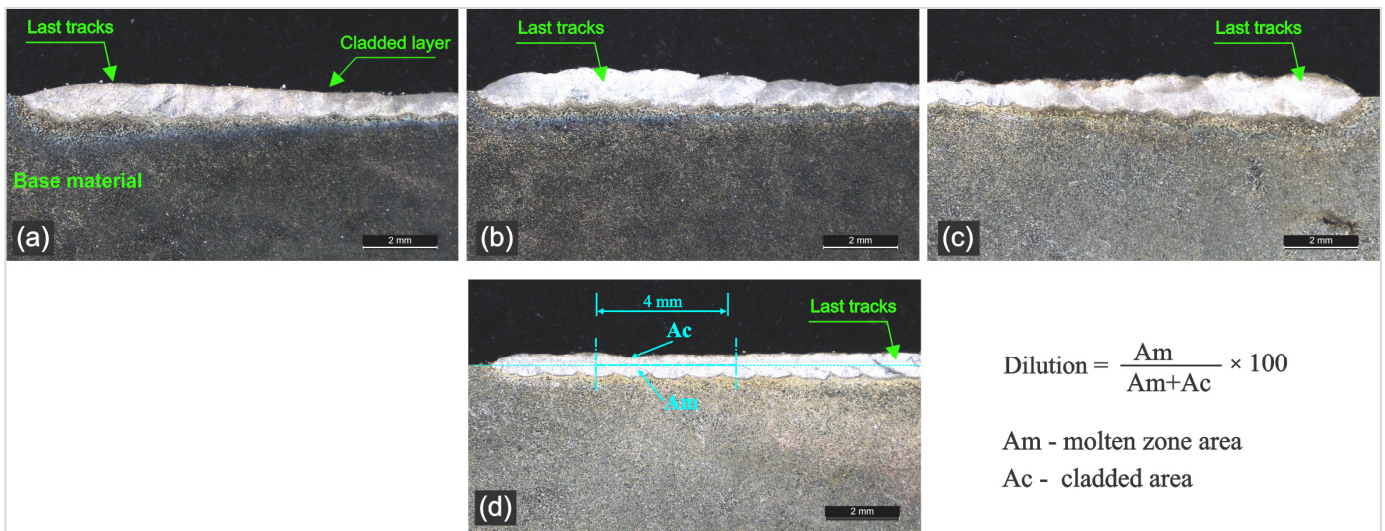 Last tracks
Cladded layer
Base material
(a)
2 mm
Last tracks
(b)
2 mm
Last tracks
(c)
2 mm
4 mm
Ac
Am
Last tracks
(d)
2 mm
Dilution = Am / Am+Ac × 100
Am - molten zone area
Ac - cladded area